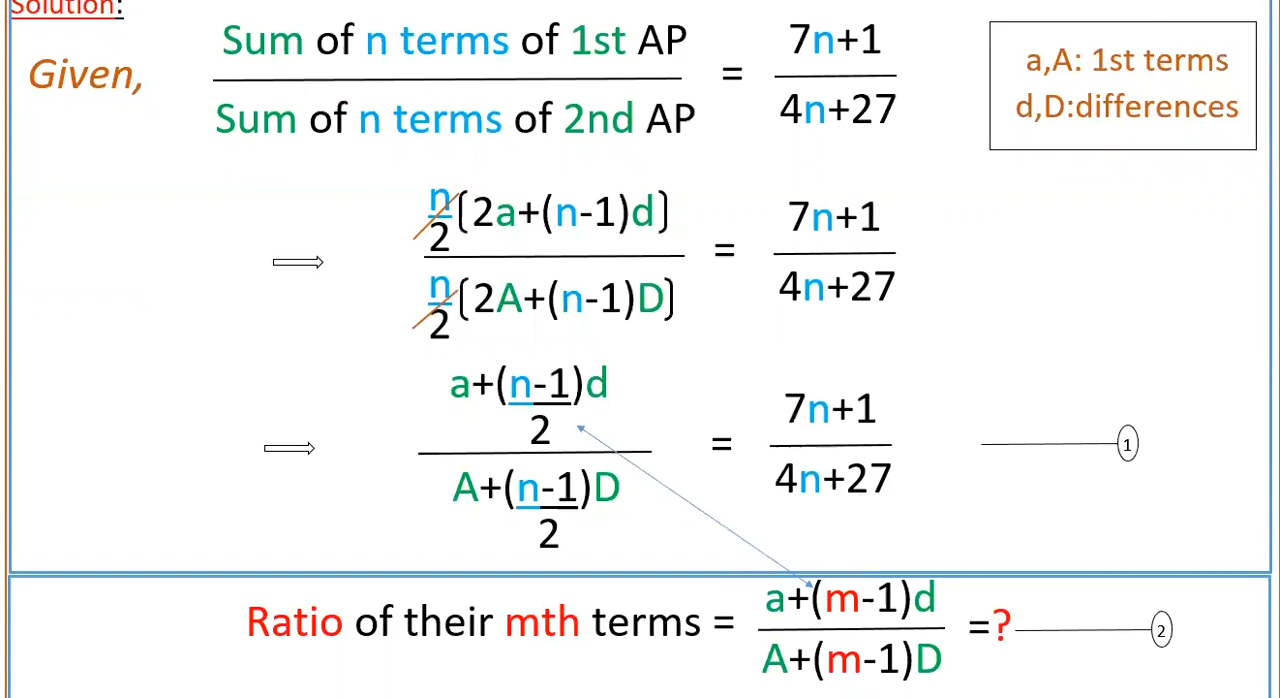 Solution:
Given, Sum of n terms of 1st AP / Sum of n terms of 2nd AP = 7n+1 / 4n+27
a,A: 1st terms
d,D:differences
⟹ n/2 (2a+(n-1)d) / n/2 (2A+(n-1)D) = 7n+1 / 4n+27
⟹ a+(n-1)d / 2 / A+(n-1)D / 2 = 7n+1 / 4n+27 1
Ratio of their mth terms = a+(m-1)d / A+(m-1)D =? 2